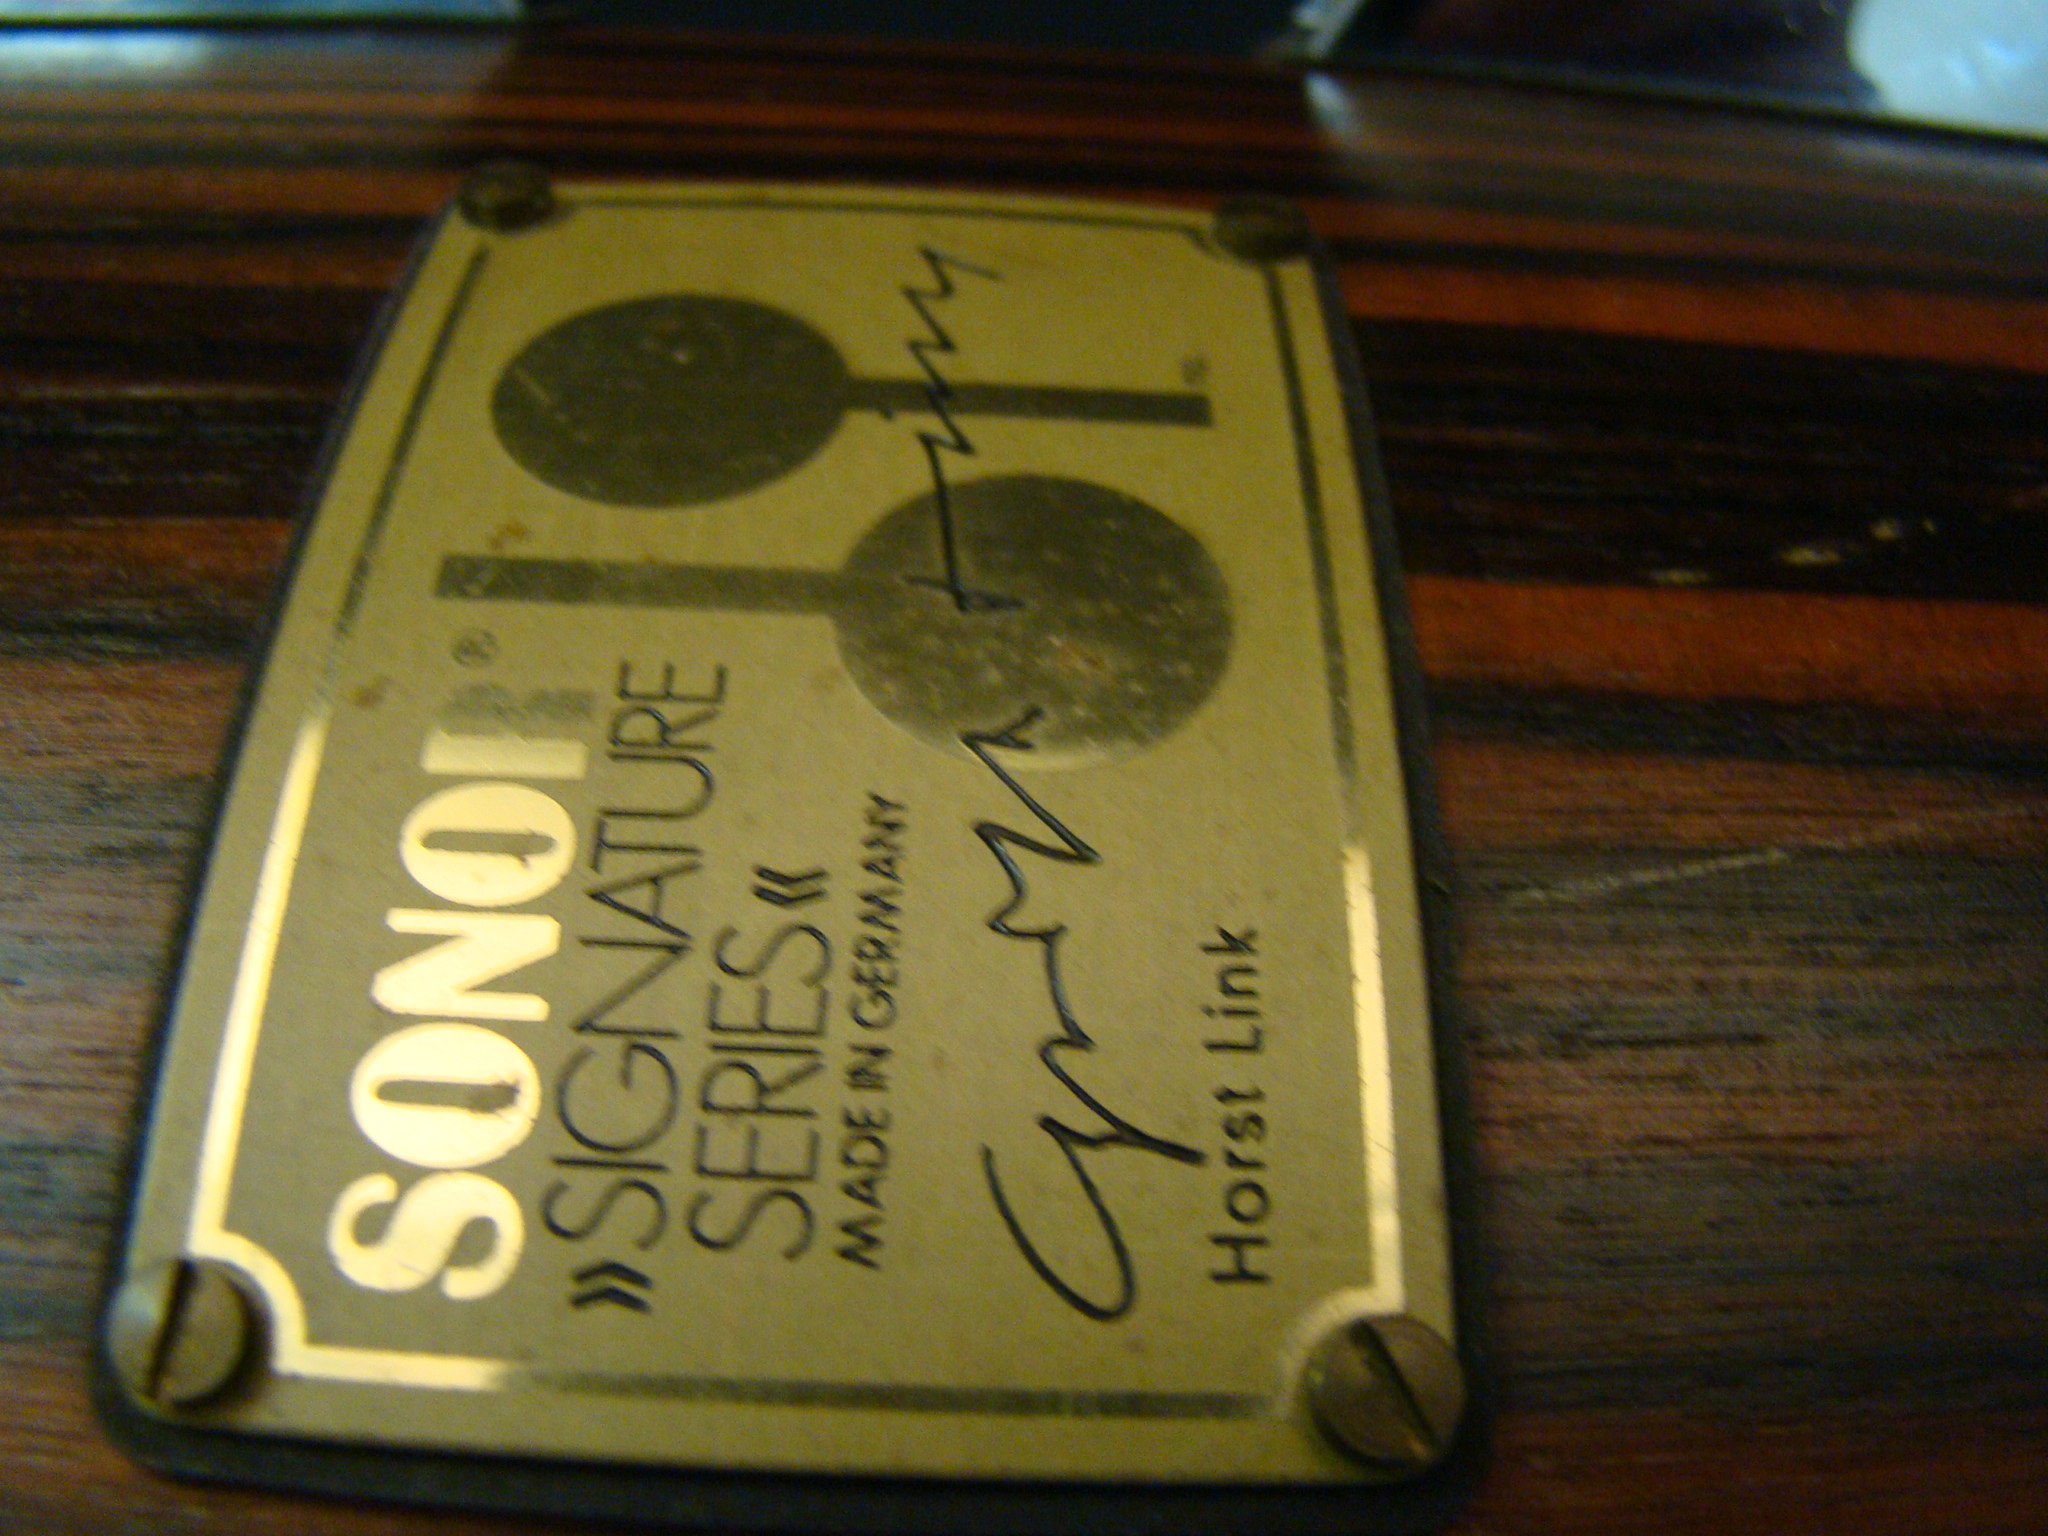 SONOR®
»SIGNATURE
SERIES«
MADE IN GERMANY
Horst Link